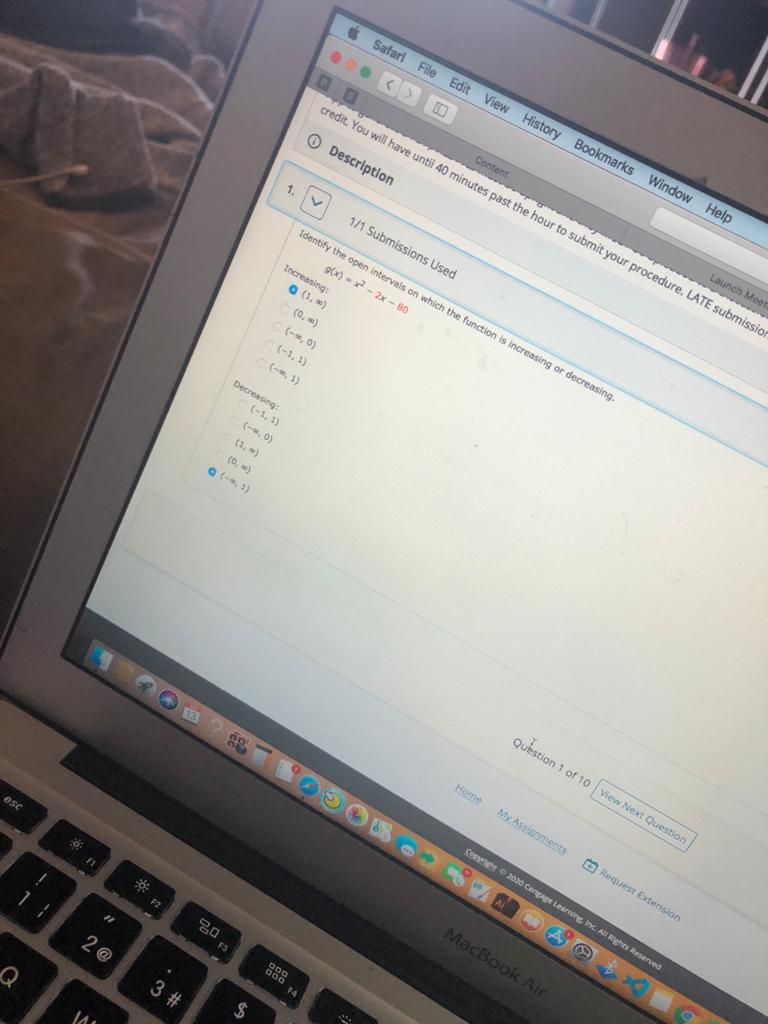 Safari File Edit View History Bookmarks Window Help
Content
Launch Meet
credit. You will have until 40 minutes past the hour to submit your procedure. LATE submission
Description
1.
1/1 Submissions Used
Identify the open intervals on which the function is increasing or decreasing.
g(x) = x² − 2x − 80
Increasing:
(1, ∞)
(0, ∞)
(−∞, 0)
(−1, 1)
(−∞, 1)
Decreasing:
(−1, 1)
(−∞, 0)
(1, ∞)
(0, ∞)
(−∞, 1)
Question 1 of 10
View Next Question
Home
My Assignments
Request Extension
Copyright © 2020 Cengage Learning, Inc. All Rights Reserved
13
Ai
MacBook Air
esc
F1
F2
F3
F4
!
1
"
2 @
3 #
$
Q
W